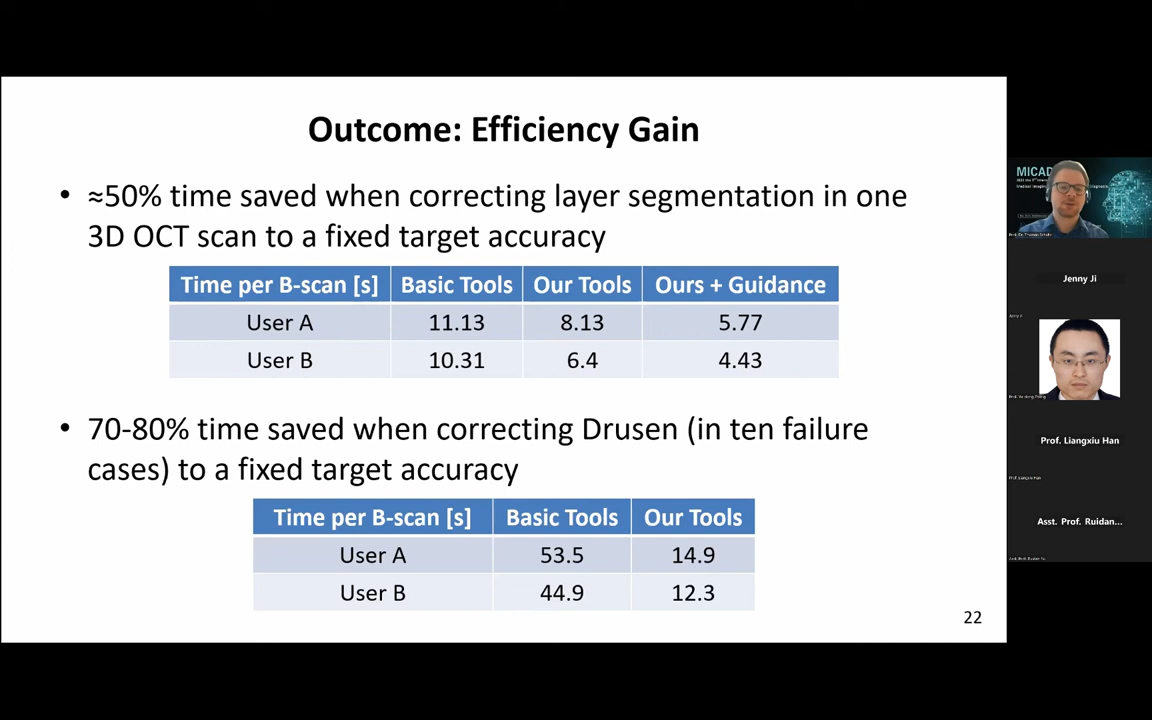 Outcome: Efficiency Gain
• ≈50% time saved when correcting layer segmentation in one
3D OCT scan to a fixed target accuracy
Time per B-scan [s] Basic Tools Our Tools Ours + Guidance
User A 11.13 8.13 5.77
User B 10.31 6.4 4.43
• 70-80% time saved when correcting Drusen (in ten failure
cases) to a fixed target accuracy
Time per B-scan [s] Basic Tools Our Tools
User A 53.5 14.9
User B 44.9 12.3
22
MICAD
Jenny Ji
Prof. Liangxiu Han
Asst. Prof. Ruidan...